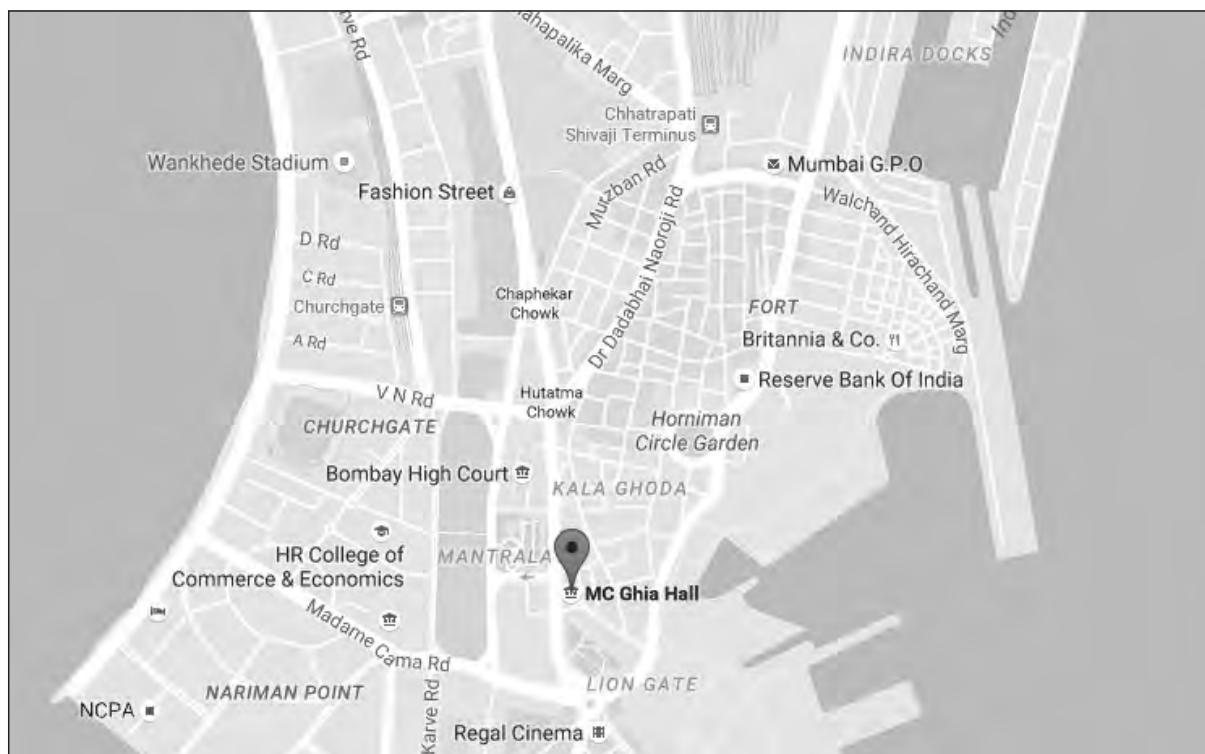 INDIRA DOCKS
Ind
rve Rd
ahapalika Marg
Chhatrapati
Shivaji Terminus
Wankhede Stadium
Mumbai G.P.O
Fashion Street
Mutzban Rd
Walchand Hirachand Marg
D Rd
C Rd
Churchgate
A Rd
Chaphekar
Chowk
Dr Dadabhai Naoroji Rd
FORT
Britannia & Co.
Reserve Bank Of India
V N Rd
Hutatma
Chowk
CHURCHGATE
Horniman
Circle Garden
Bombay High Court
KALA GHODA
HR College of
Commerce & Economics
MANTRALA
MC Ghia Hall
Madame Cama Rd
NARIMAN POINT
LION GATE
NCPA
Karve Rd
Regal Cinema